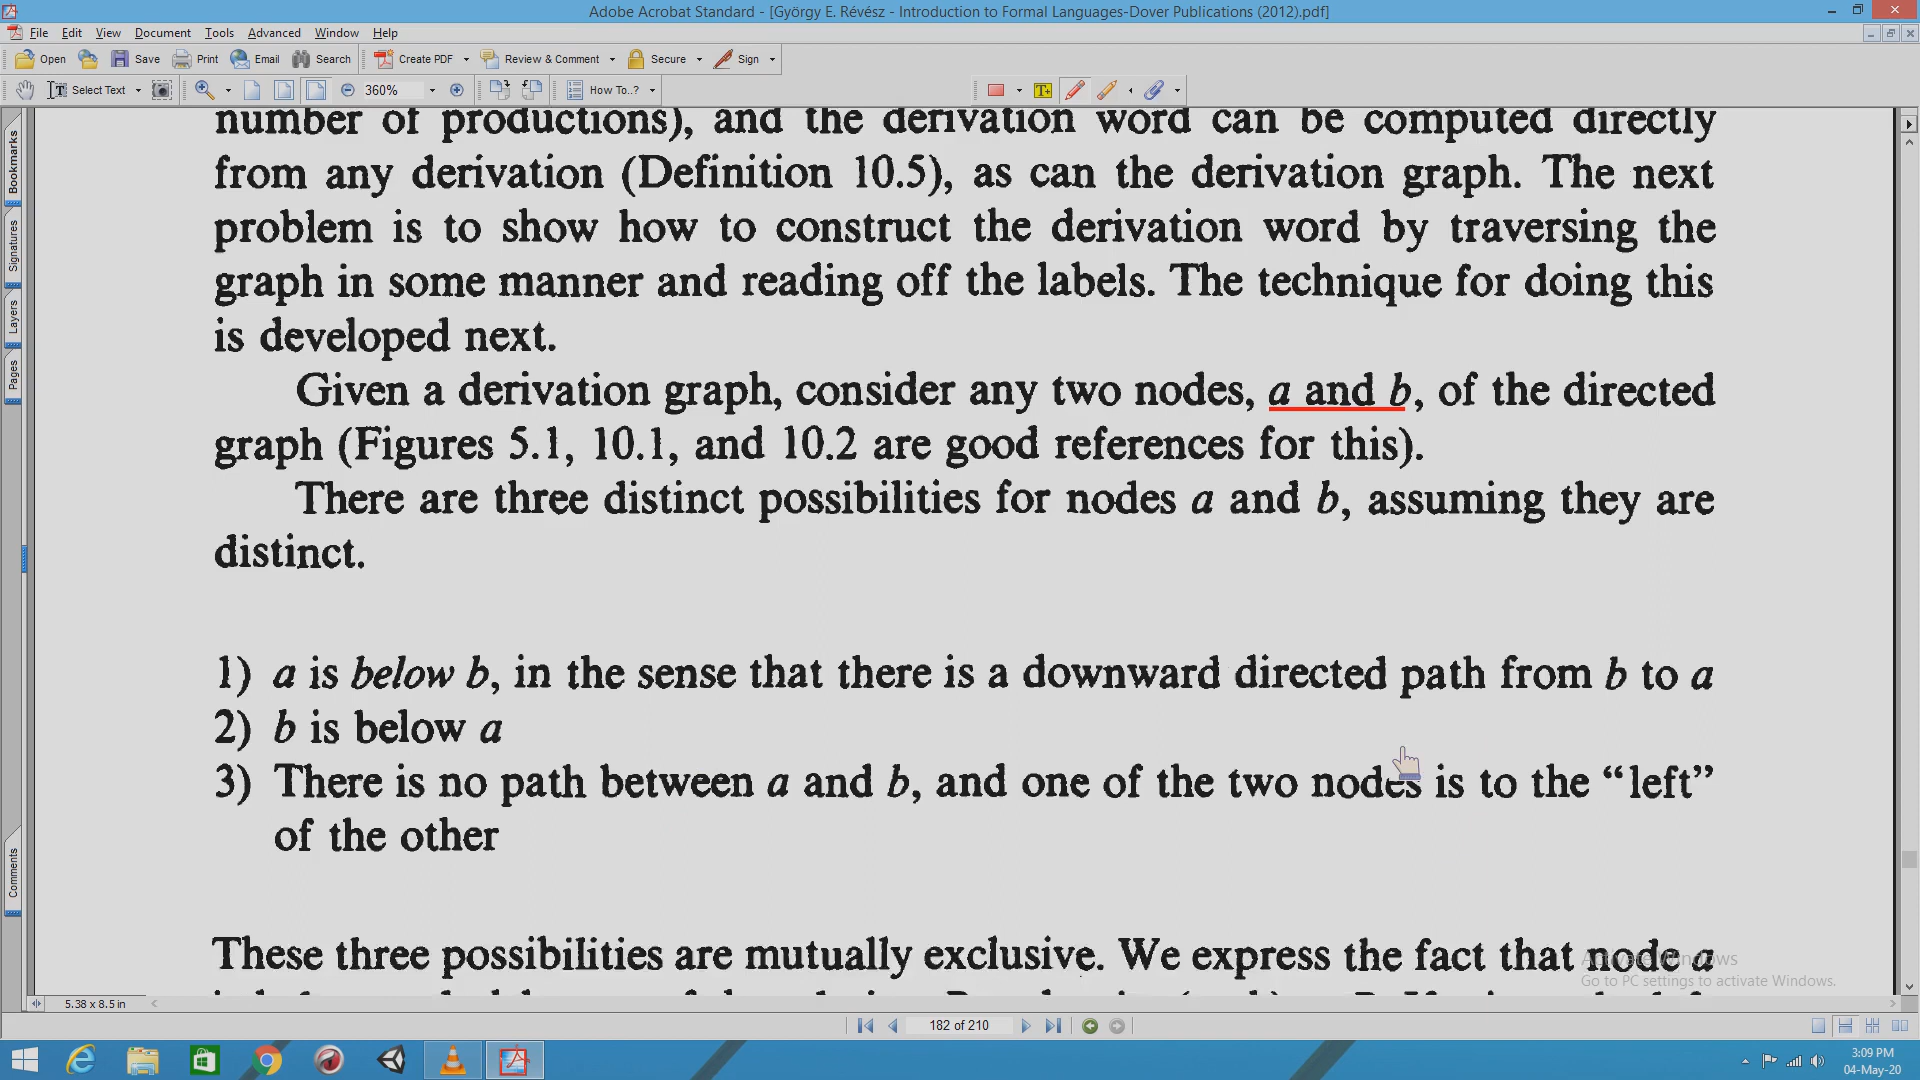 Adobe Acrobat Standard - [György E. Révész - Introduction to Formal Languages-Dover Publications (2012).pdf]
File Edit View Document Tools Advanced Window Help
Open Save Print Email Search Create PDF Review & Comment Secure Sign
Select Text 360% How To..?
Bookmarks
Signatures
Layers
Pages
Comments
number of productions), and the derivation word can be computed directly
from any derivation (Definition 10.5), as can the derivation graph. The next
problem is to show how to construct the derivation word by traversing the
graph in some manner and reading off the labels. The technique for doing this
is developed next.
Given a derivation graph, consider any two nodes, a and b, of the directed
graph (Figures 5.1, 10.1, and 10.2 are good references for this).
There are three distinct possibilities for nodes a and b, assuming they are
distinct.
1) a is below b, in the sense that there is a downward directed path from b to a
2) b is below a
3) There is no path between a and b, and one of the two nodes is to the “left”
of the other
These three possibilities are mutually exclusive. We express the fact that node a
Activate Windows
Go to PC settings to activate Windows.
5.38 x 8.5 in
182 of 210
3:09 PM
04-May-20